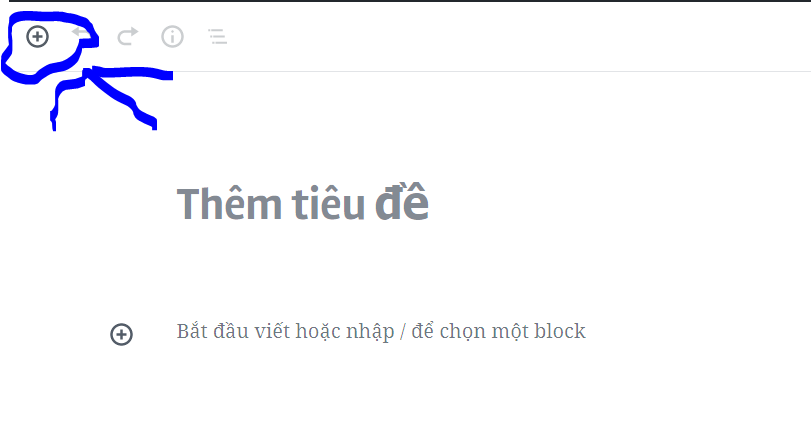 Thêm tiêu đề
Bắt đầu viết hoặc nhập / để chọn một block